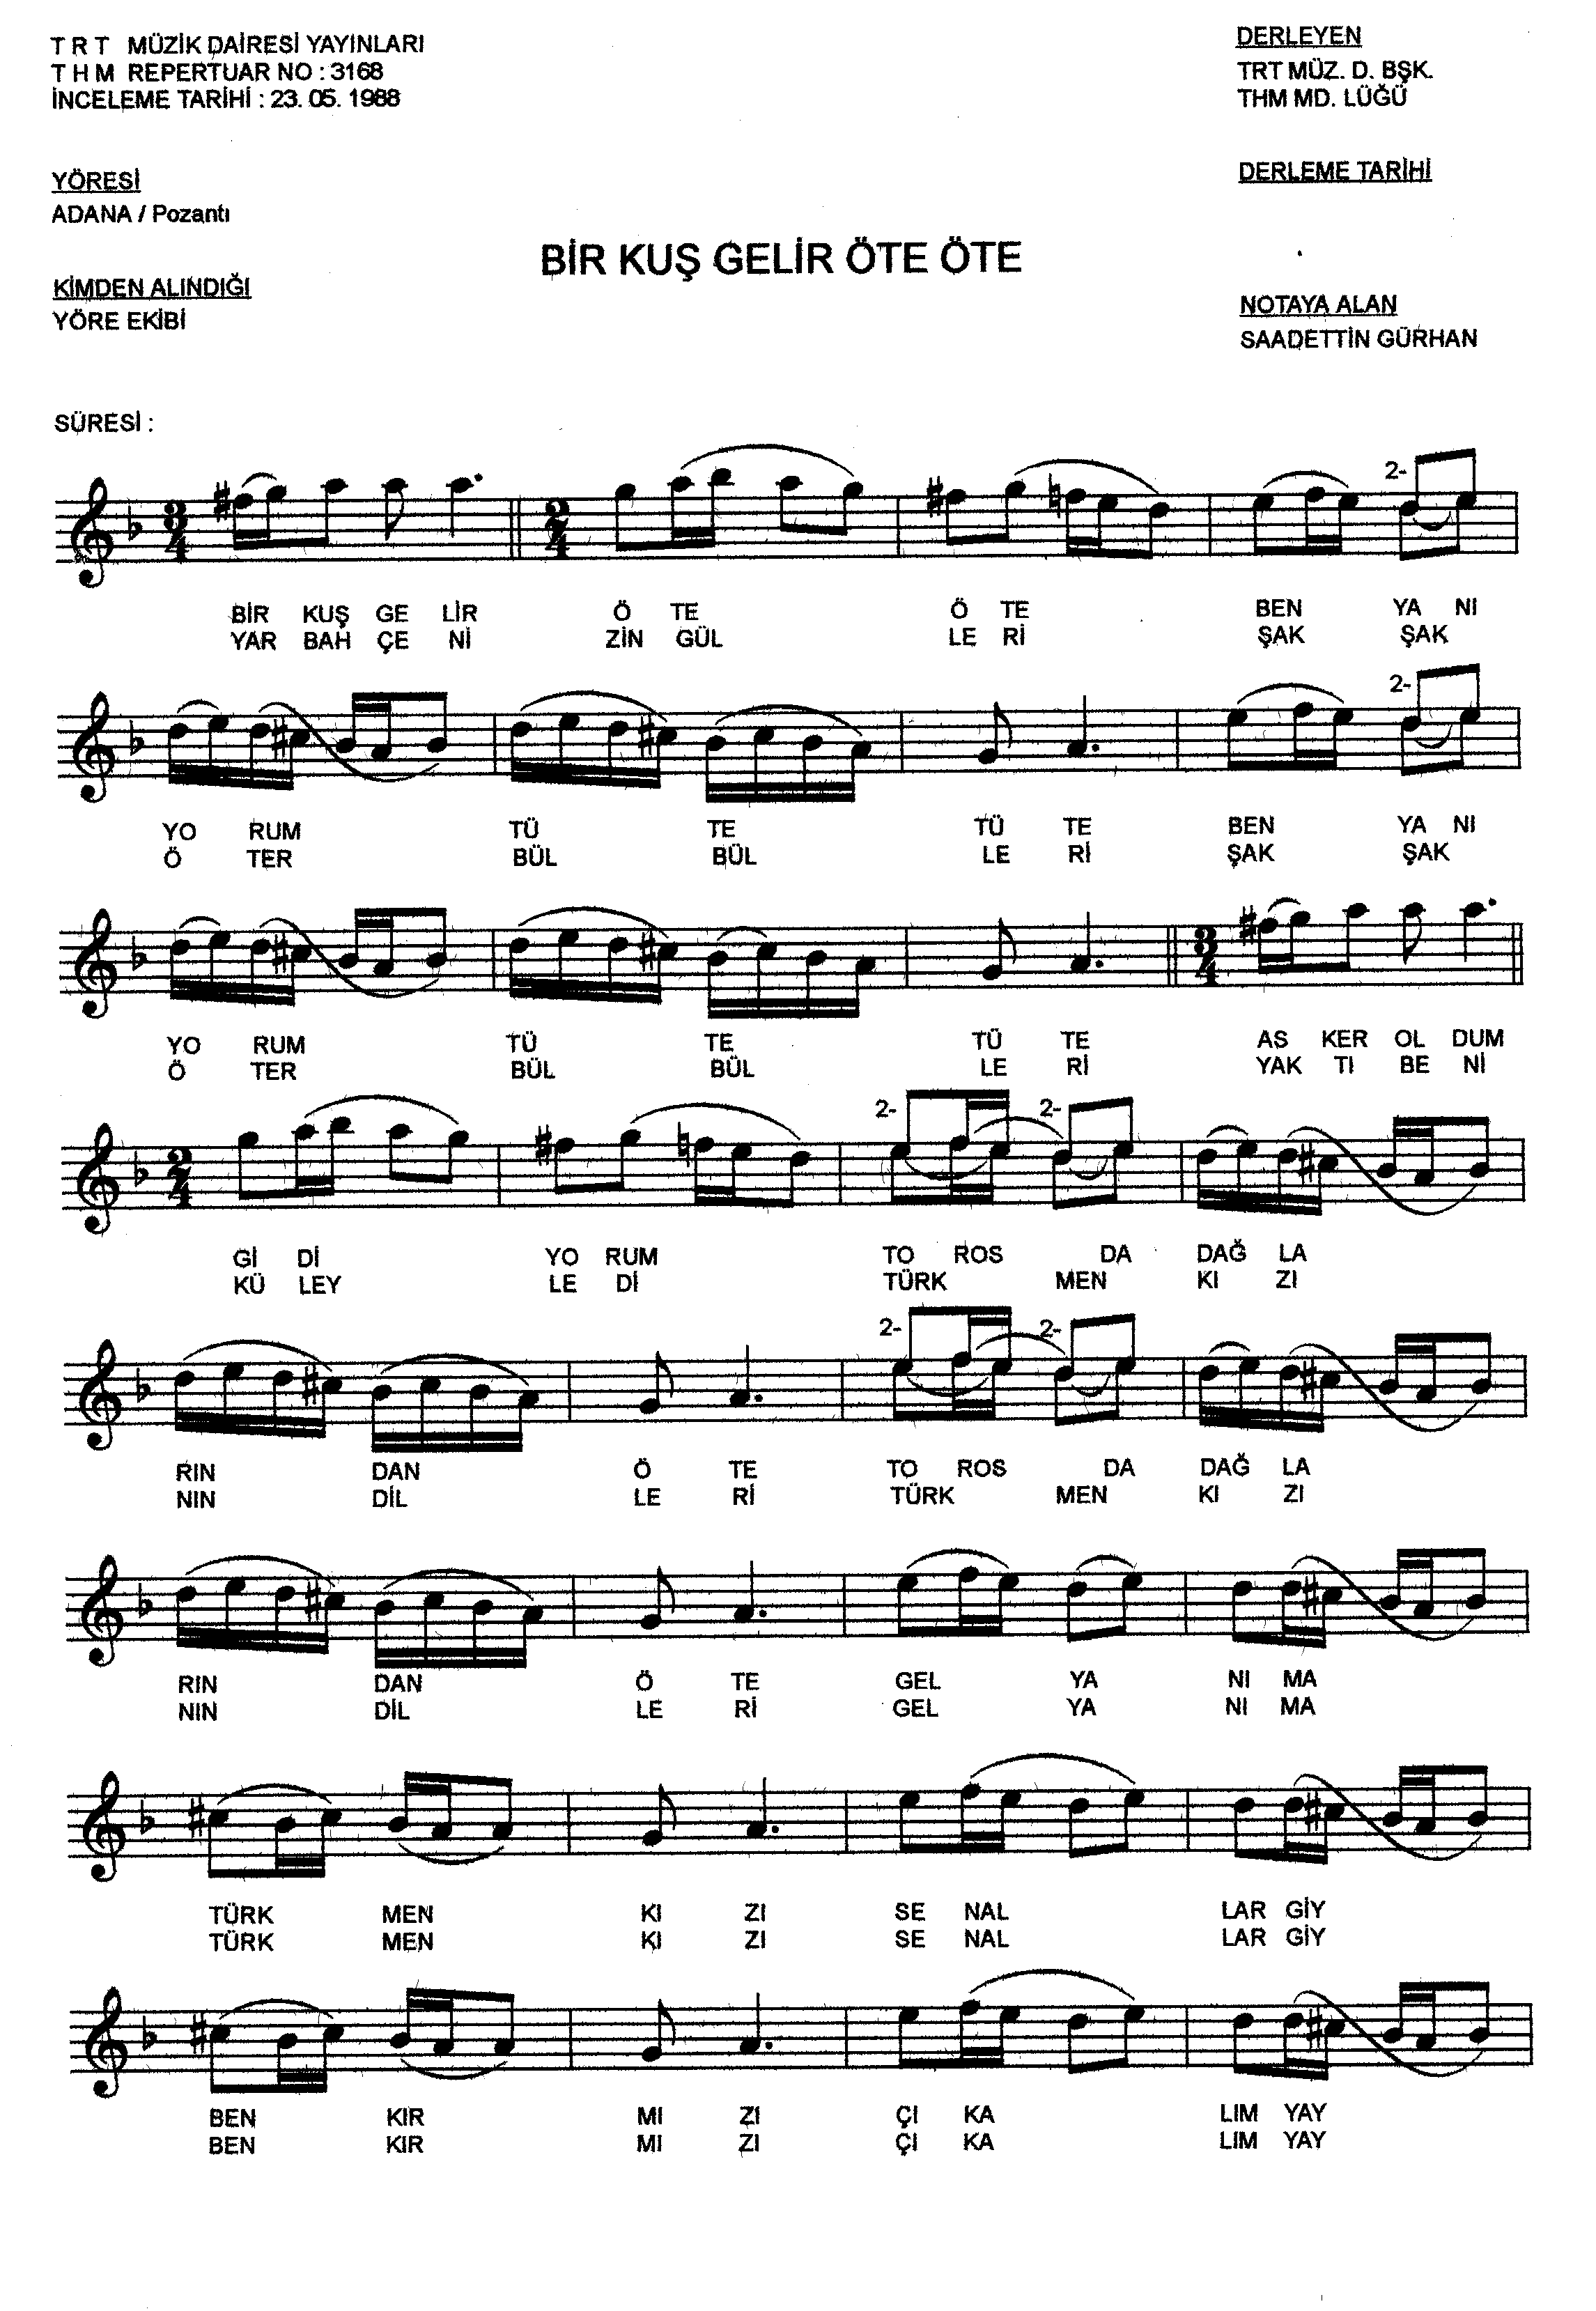 T R T MÜZİK DAİRESİ YAYINLARI
T H M REPERTUAR NO : 3168
İNCELEME TARİHİ : 23. 05. 1988
DERLEYEN
TRT MÜZ. D. BŞK.
THM MD. LÜĞÜ
YÖRESİ
ADANA / Pozantı
DERLEME TARİHİ
BİR KUŞ GELİR ÖTE ÖTE
KİMDEN ALINDIĞI
YÖRE EKİBİ
NOTAYA ALAN
SAADETTİN GÜRHAN
SÜRESİ :
3/4 2/4 2-
BİR KUŞ GE LİR Ö TE Ö TE BEN YA NI
YAR BAH ÇE Nİ ZİN GÜL LE Rİ ŞAK ŞAK
2-
YO RUM TÜ TE TÜ TE BEN YA NI
Ö TER BÜL BÜL LE Rİ ŞAK ŞAK
3/4
YO RUM TÜ TE TÜ TE AS KER OL DUM
Ö TER BÜL BÜL LE Rİ YAK TI BE Nİ
2/4 2- 2-
Gİ Dİ YO RUM TO ROS DA DAĞ LA
KÜ LEY LE Dİ TÜRK MEN KI ZI
2- 2-
RIN DAN Ö TE TO ROS DA DAĞ LA
NIN DİL LE Rİ TÜRK MEN KI ZI
RIN DAN Ö TE GEL YA NI MA
NIN DİL LE Rİ GEL YA NI MA
TÜRK MEN KI ZI SE NAL LAR GİY
TÜRK MEN KI ZI SE NAL LAR GİY
BEN KIR MI ZI ÇI KA LIM YAY
BEN KIR MI ZI ÇI KA LIM YAY